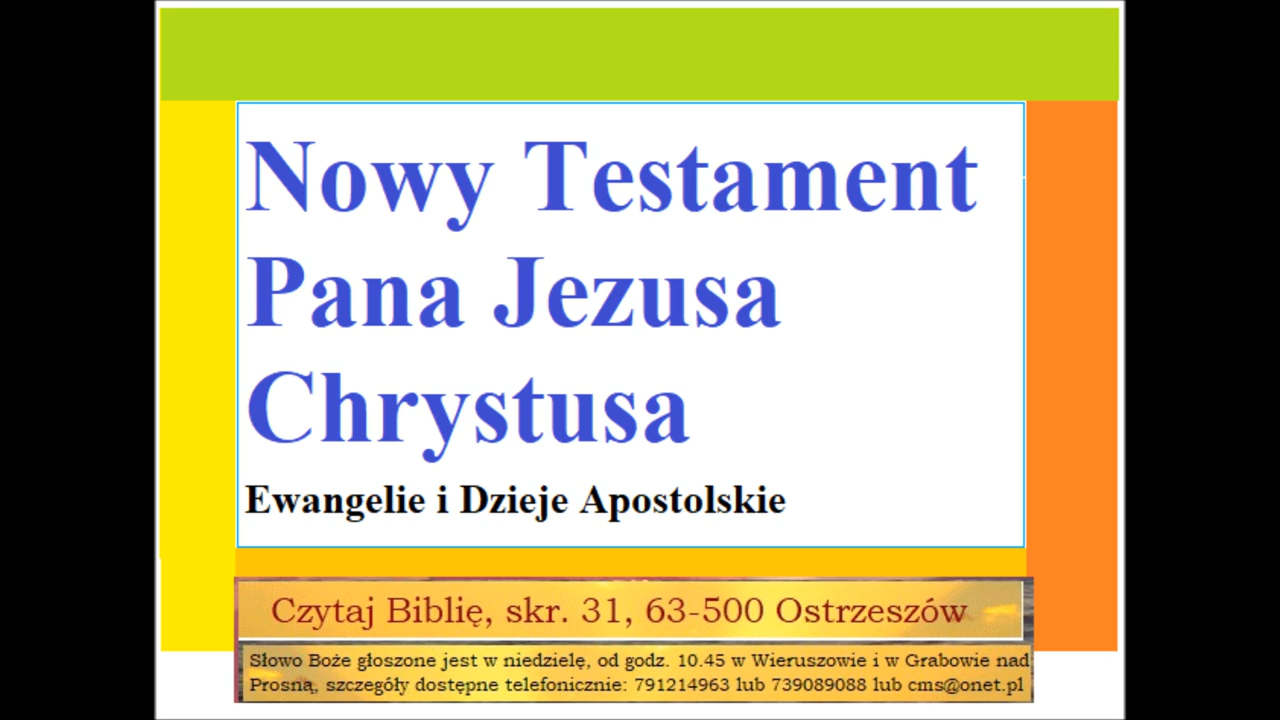 Nowy Testament
Pana Jezusa
Chrystusa
Ewangelie i Dzieje Apostolskie
Czytaj Biblię, skr. 31, 63-500 Ostrzeszów
Słowo Boże głoszone jest w niedzielę, od godz. 10.45 w Wieruszowie i w Grabowie nad
Prosną, szczegóły dostępne telefonicznie: 791214963 lub 739089088 lub cms@onet.pl